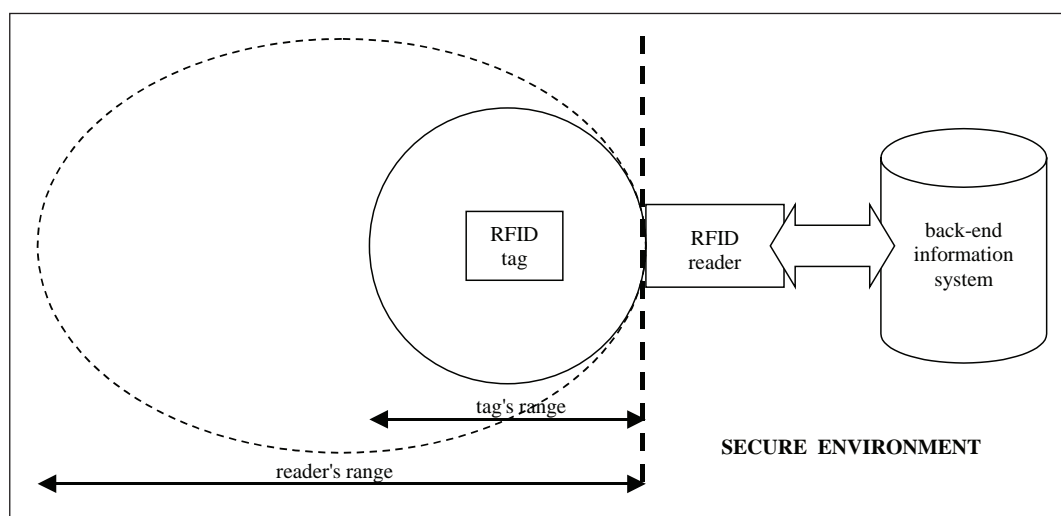 RFID
tag
RFID
reader
back-end
information
system
tag's range
SECURE ENVIRONMENT
reader's range